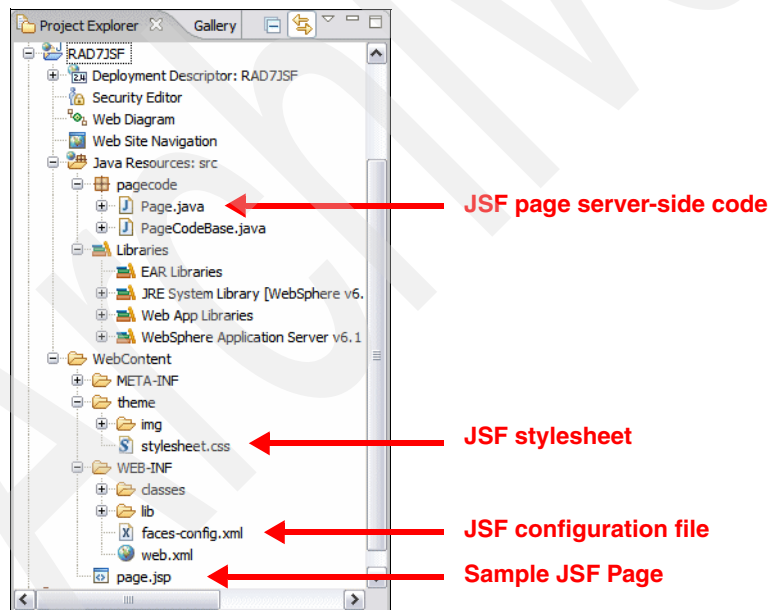 Project Explorer Gallery
RAD7JSF
Deployment Descriptor: RAD7JSF
Security Editor
Web Diagram
Web Site Navigation
Java Resources: src
pagecode
Page.java JSF page server-side code
PageCodeBase.java
Libraries
EAR Libraries
JRE System Library [WebSphere v6.
Web App Libraries
WebSphere Application Server v6.1
WebContent
META-INF
theme
img
stylesheet.css JSF stylesheet
WEB-INF
classes
lib
faces-config.xml JSF configuration file
web.xml
page.jsp Sample JSF Page